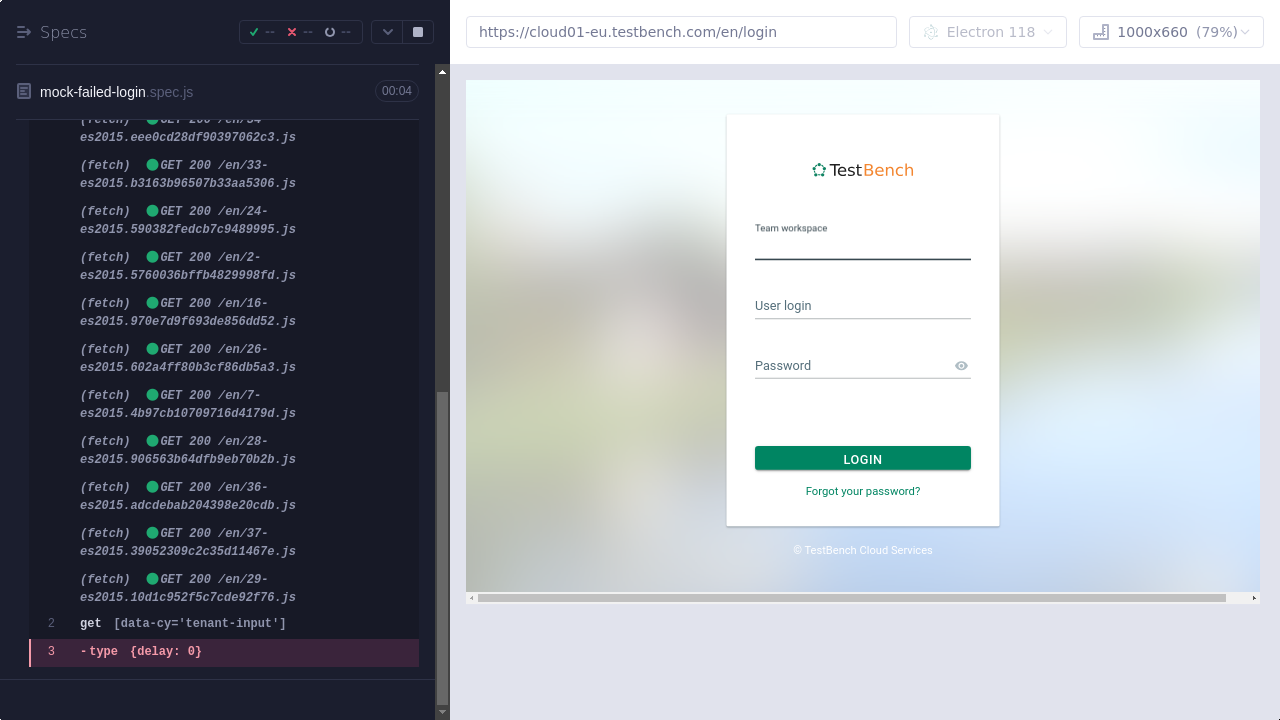 Specs
--
--
--
https://cloud01-eu.testbench.com/en/login
Electron 118
1000x660 (79%)
mock-failed-login.spec.js
00:04
(fetch) GET 200 /en/34-
es2015.eee0cd28df90397062c3.js
(fetch) GET 200 /en/33-
es2015.b3163b96507b33aa5306.js
(fetch) GET 200 /en/24-
es2015.590382fedcb7c9489995.js
(fetch) GET 200 /en/2-
es2015.5760036bffb4829998fd.js
(fetch) GET 200 /en/16-
es2015.970e7d9f693de856dd52.js
(fetch) GET 200 /en/26-
es2015.602a4ff80b3cf86db5a3.js
(fetch) GET 200 /en/7-
es2015.4b97cb10709716d4179d.js
(fetch) GET 200 /en/28-
es2015.906563b64dfb9eb70b2b.js
(fetch) GET 200 /en/36-
(fetch) GET 200 /en/37-
es2015.39052309c2c35d11467e.js
(fetch) GET 200 /en/29-
es2015.10d1c952f5c7cde92f76.js
2 get [data-cy='tenant-input']
3 -type {delay: 0}
TestBench
Team workspace
User login
Password
LOGIN
Forgot your password?
© TestBench Cloud Services